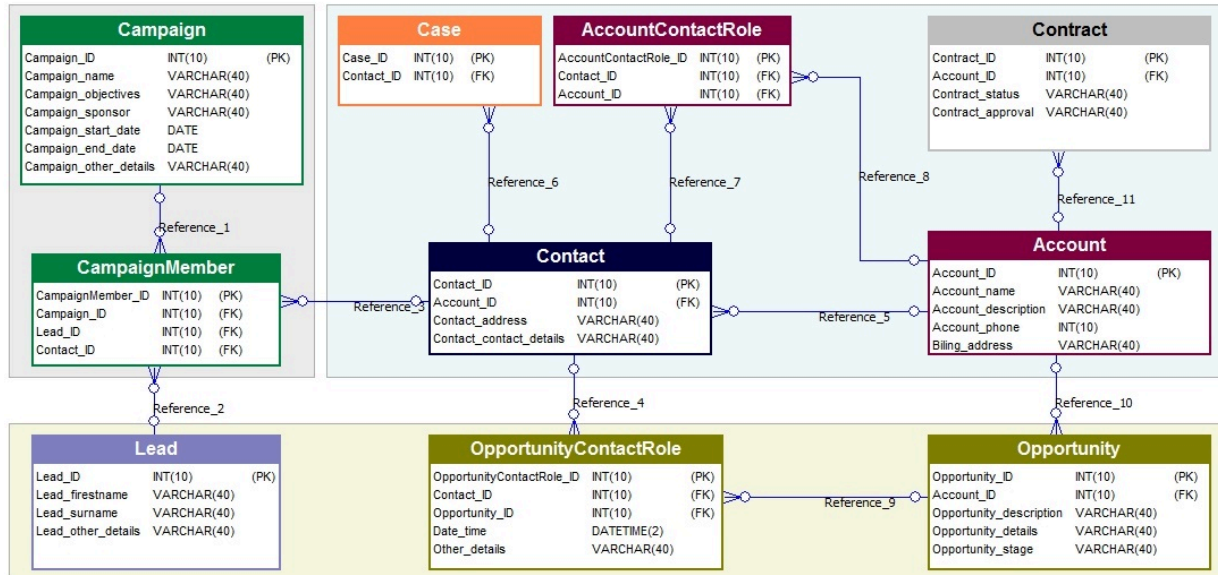 Campaign
Campaign_ID INT(10) (PK)
Campaign_name VARCHAR(40)
Campaign_objectives VARCHAR(40)
Campaign_sponsor VARCHAR(40)
Campaign_start_date DATE
Campaign_end_date DATE
Campaign_other_details VARCHAR(40)
Case
Case_ID INT(10) (PK)
Contact_ID INT(10) (FK)
AccountContactRole
AccountContactRole_ID INT(10) (PK)
Contact_ID INT(10) (FK)
Account_ID INT(10) (FK)
Contract
Contract_ID INT(10) (PK)
Account_ID INT(10) (FK)
Contract_status VARCHAR(40)
Contract_approval VARCHAR(40)
Reference_6
Reference_7
Reference_8
Reference_11
Reference_1
CampaignMember
CampaignMember_ID INT(10) (PK)
Campaign_ID INT(10) (FK)
Lead_ID INT(10) (FK)
Contact_ID INT(10) (FK)
Reference_3
Contact
Contact_ID INT(10) (PK)
Account_ID INT(10) (FK)
Contact_address VARCHAR(40)
Contact_contact_details VARCHAR(40)
Reference_5
Account
Account_ID INT(10) (PK)
Account_name VARCHAR(40)
Account_description VARCHAR(40)
Account_phone INT(10)
Biling_address VARCHAR(40)
Reference_2
Reference_4
Reference_10
Lead
Lead_ID INT(10) (PK)
Lead_firestname VARCHAR(40)
Lead_surname VARCHAR(40)
Lead_other_details VARCHAR(40)
OpportunityContactRole
OpportunityContactRole_ID INT(10) (PK)
Contact_ID INT(10) (FK)
Opportunity_ID INT(10) (FK)
Date_time DATETIME(2)
Other_details VARCHAR(40)
Reference_9
Opportunity
Opportunity_ID INT(10) (PK)
Account_ID INT(10) (FK)
Opportunity_description VARCHAR(40)
Opportunity_details VARCHAR(40)
Opportunity_stage VARCHAR(40)